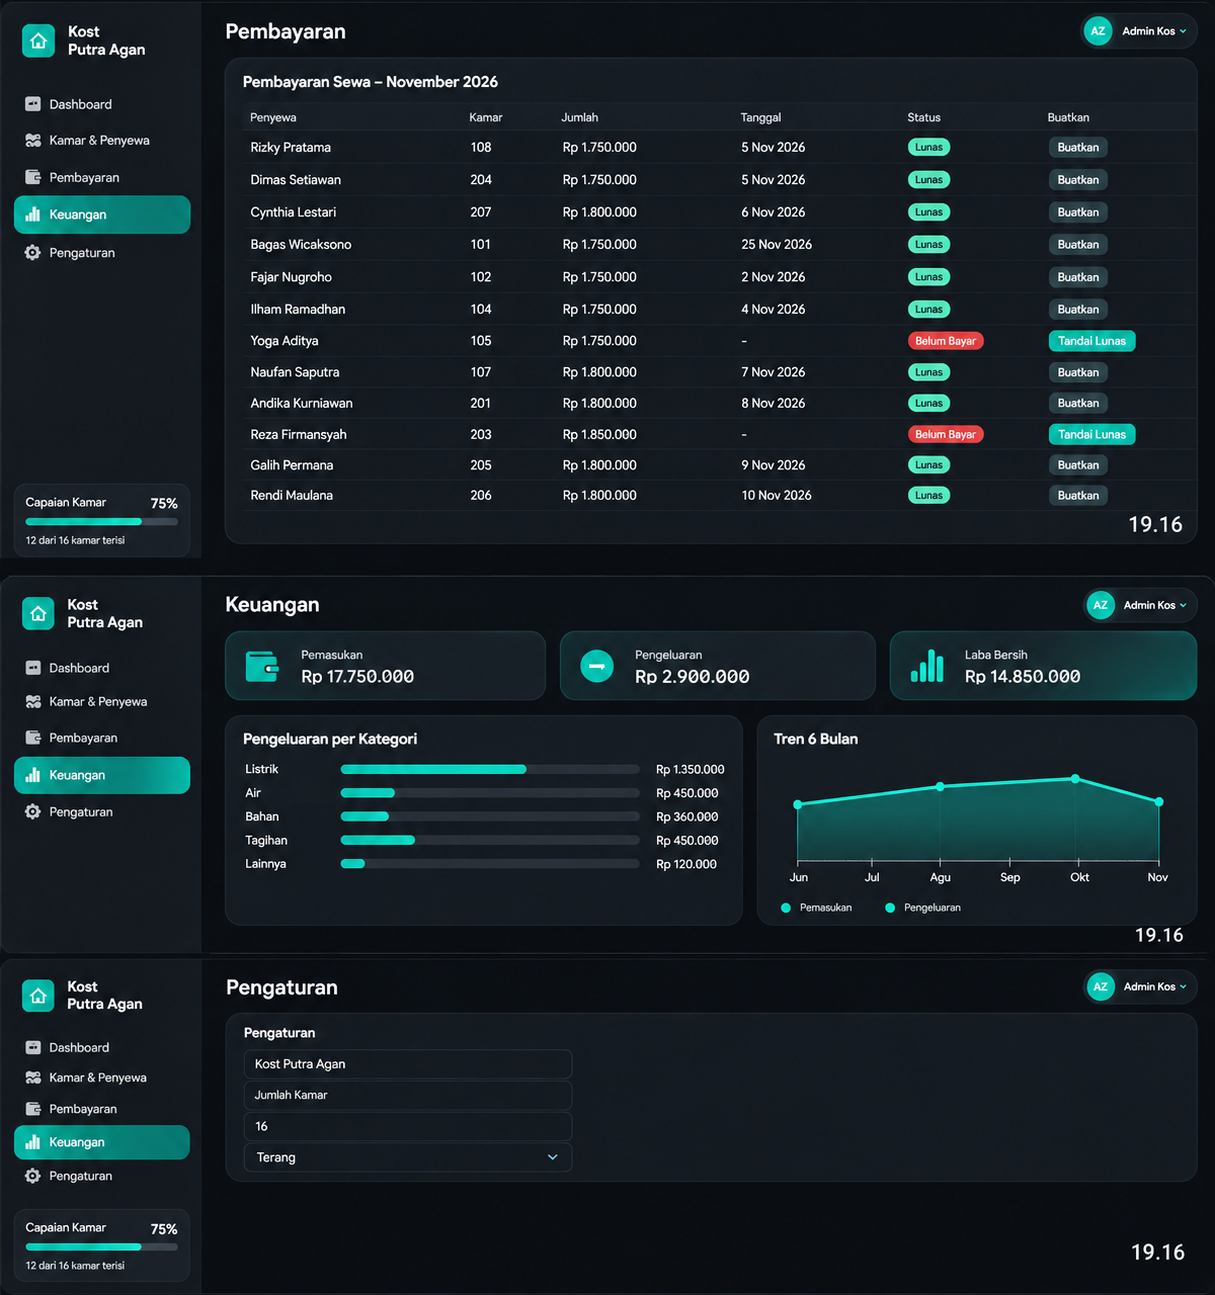 Kost
Putra Agan
Dashboard
Kamar & Penyewa
Pembayaran
Keuangan
Pengaturan
Capaian Kamar 75%
12 dari 16 kamar terisi
Pembayaran
AZ Admin Kos
Pembayaran Sewa – November 2026
Penyewa Kamar Jumlah Tanggal Status Buatkan
Rizky Pratama 108 Rp 1.750.000 5 Nov 2026 Lunas Buatkan
Dimas Setiawan 204 Rp 1.750.000 5 Nov 2026 Lunas Buatkan
Cynthia Lestari 207 Rp 1.800.000 6 Nov 2026 Lunas Buatkan
Bagas Wicaksono 101 Rp 1.750.000 25 Nov 2026 Lunas Buatkan
Fajar Nugroho 102 Rp 1.750.000 2 Nov 2026 Lunas Buatkan
Ilham Ramadhan 104 Rp 1.750.000 4 Nov 2026 Lunas Buatkan
Yoga Aditya 105 Rp 1.750.000 - Belum Bayar Tandai Lunas
Naufan Saputra 107 Rp 1.800.000 7 Nov 2026 Lunas Buatkan
Andika Kurniawan 201 Rp 1.800.000 8 Nov 2026 Lunas Buatkan
Reza Firmansyah 203 Rp 1.850.000 - Belum Bayar Tandai Lunas
Galih Permana 205 Rp 1.800.000 9 Nov 2026 Lunas Buatkan
Rendi Maulana 206 Rp 1.800.000 10 Nov 2026 Lunas Buatkan
19.16
Kost
Putra Agan
Dashboard
Kamar & Penyewa
Pembayaran
Keuangan
Pengaturan
Keuangan
AZ Admin Kos
Pemasukan
Rp 17.750.000
Pengeluaran
Rp 2.900.000
Laba Bersih
Rp 14.850.000
Pengeluaran per Kategori
Listrik Rp 1.350.000
Air Rp 450.000
Bahan Rp 360.000
Tagihan Rp 450.000
Lainnya Rp 120.000
Tren 6 Bulan
Jun Jul Agu Sep Okt Nov
Pemasukan Pengeluaran
19.16
Kost
Putra Agan
Dashboard
Kamar & Penyewa
Pembayaran
Keuangan
Pengaturan
Capaian Kamar 75%
12 dari 16 kamar terisi
Pengaturan
AZ Admin Kos
Pengaturan
Kost Putra Agan
Jumlah Kamar
16
Terang
19.16